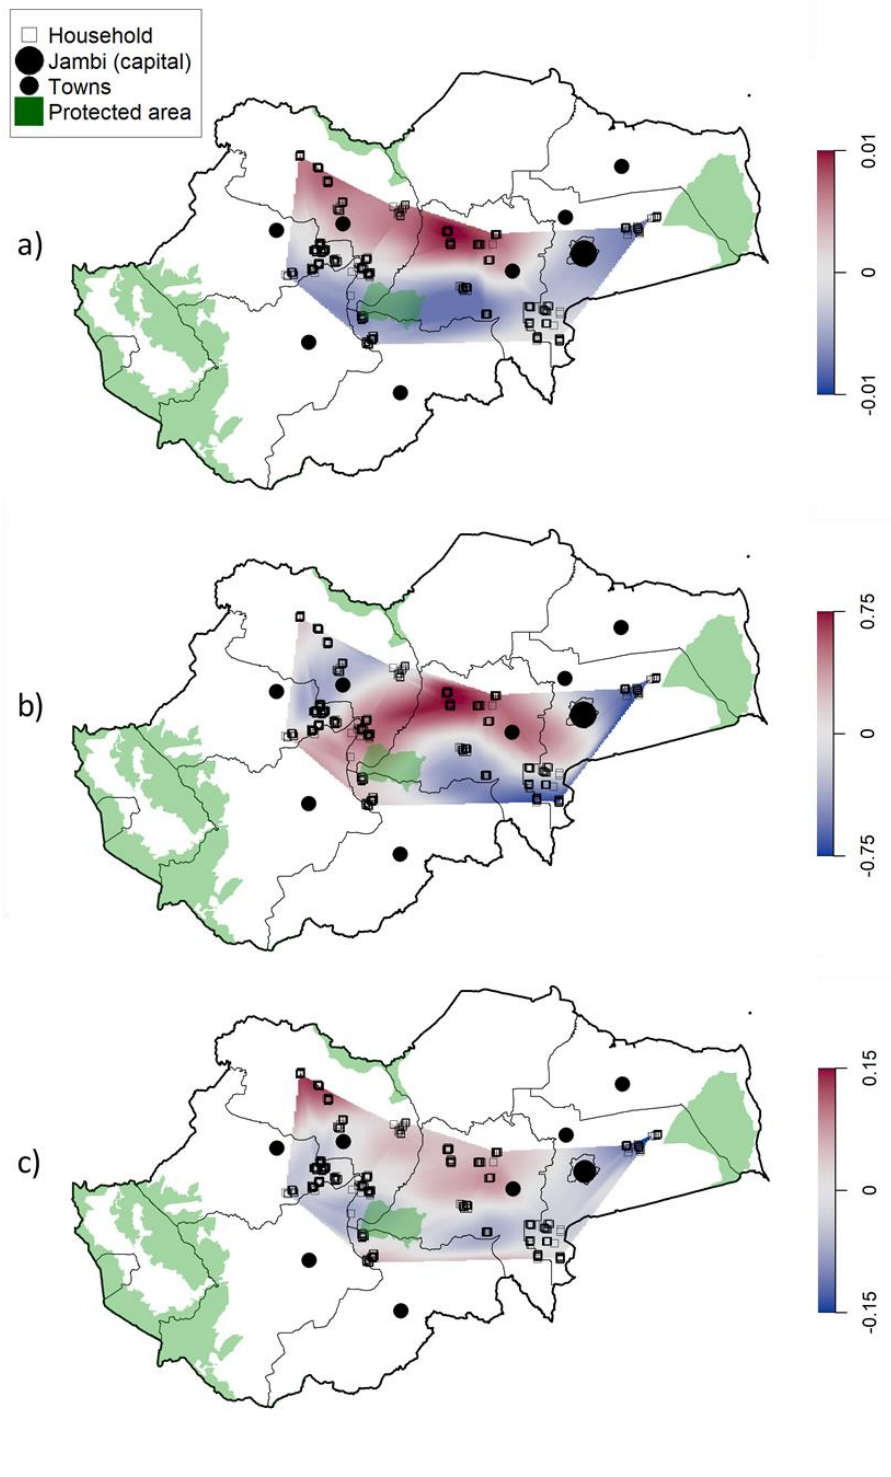 Household
Jambi (capital)
Towns
Protected area
a)
0.01
0
-0.01
b)
0.75
0
-0.75
c)
0.15
0
-0.15